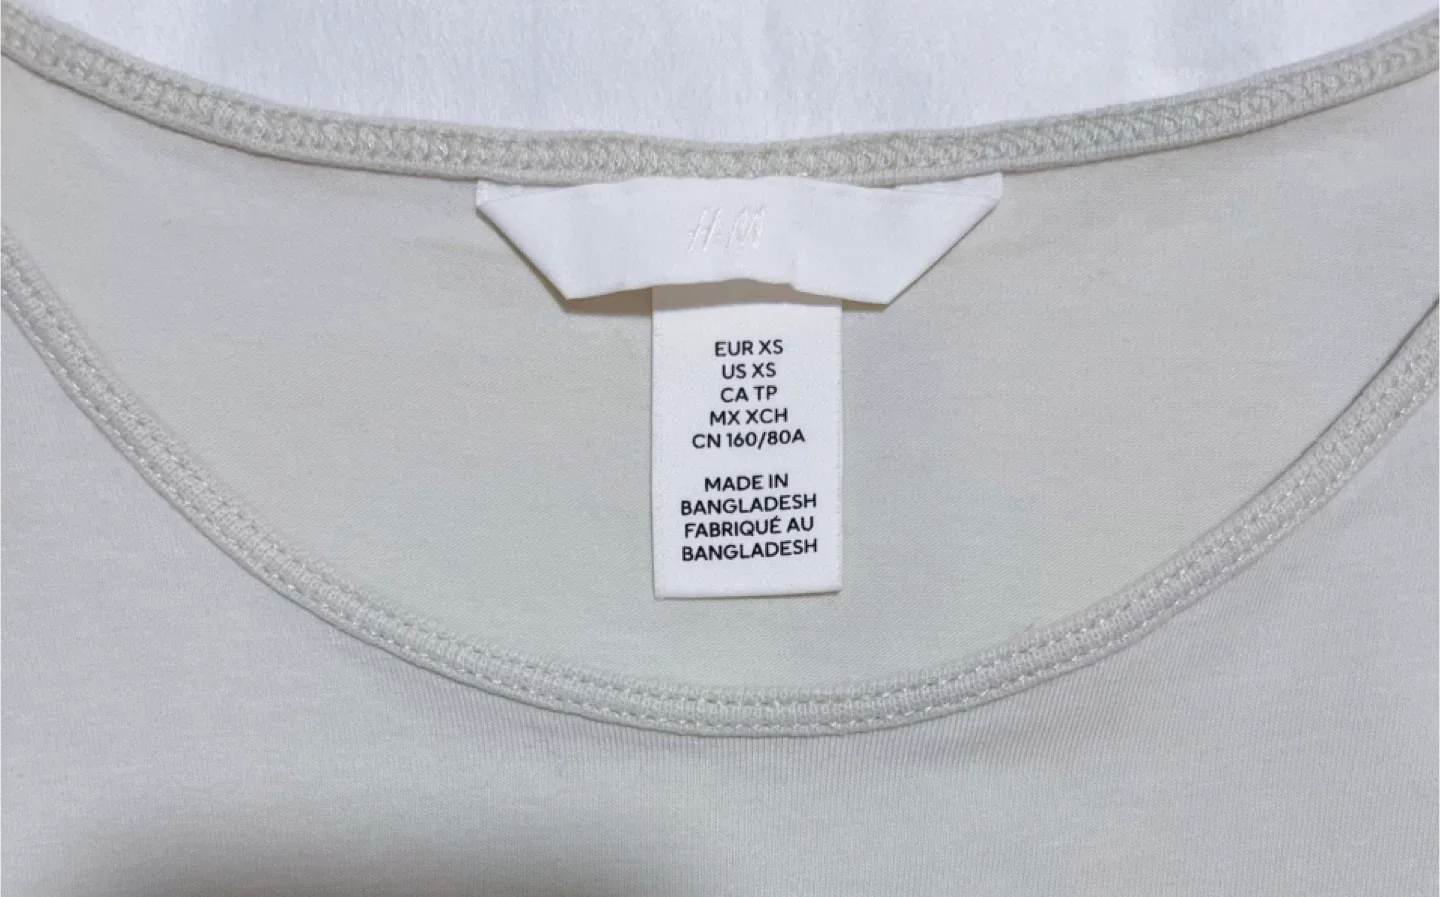 H&M
EUR XS
US XS
CA TP
MX XCH
CN 160/80A
MADE IN
BANGLADESH
FABRIQUÉ AU
BANGLADESH